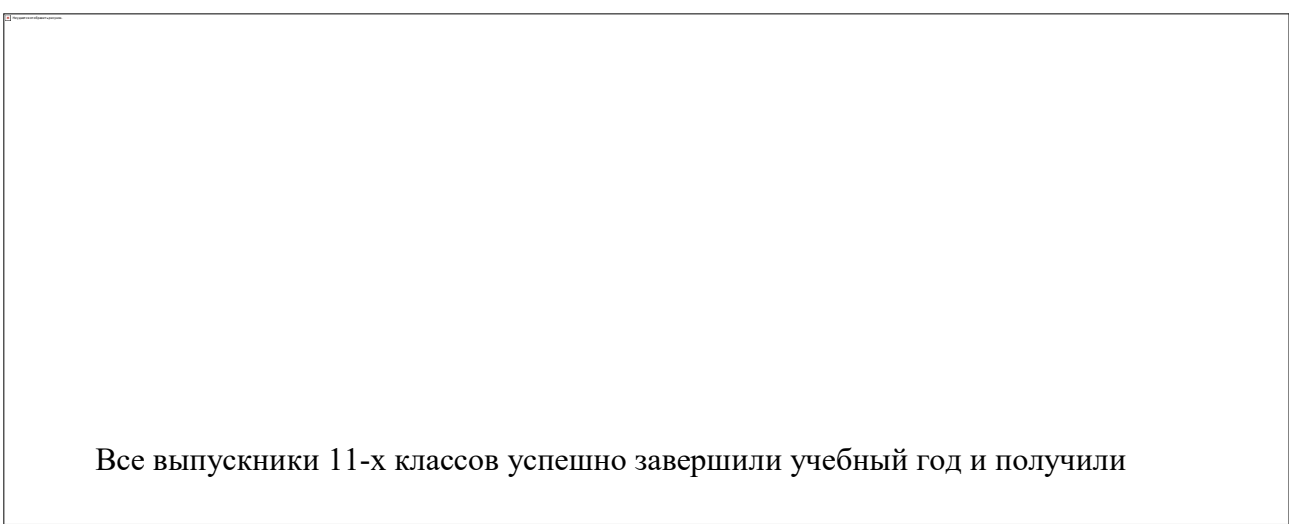 Все выпускники 11-х классов успешно завершили учебный год и получили